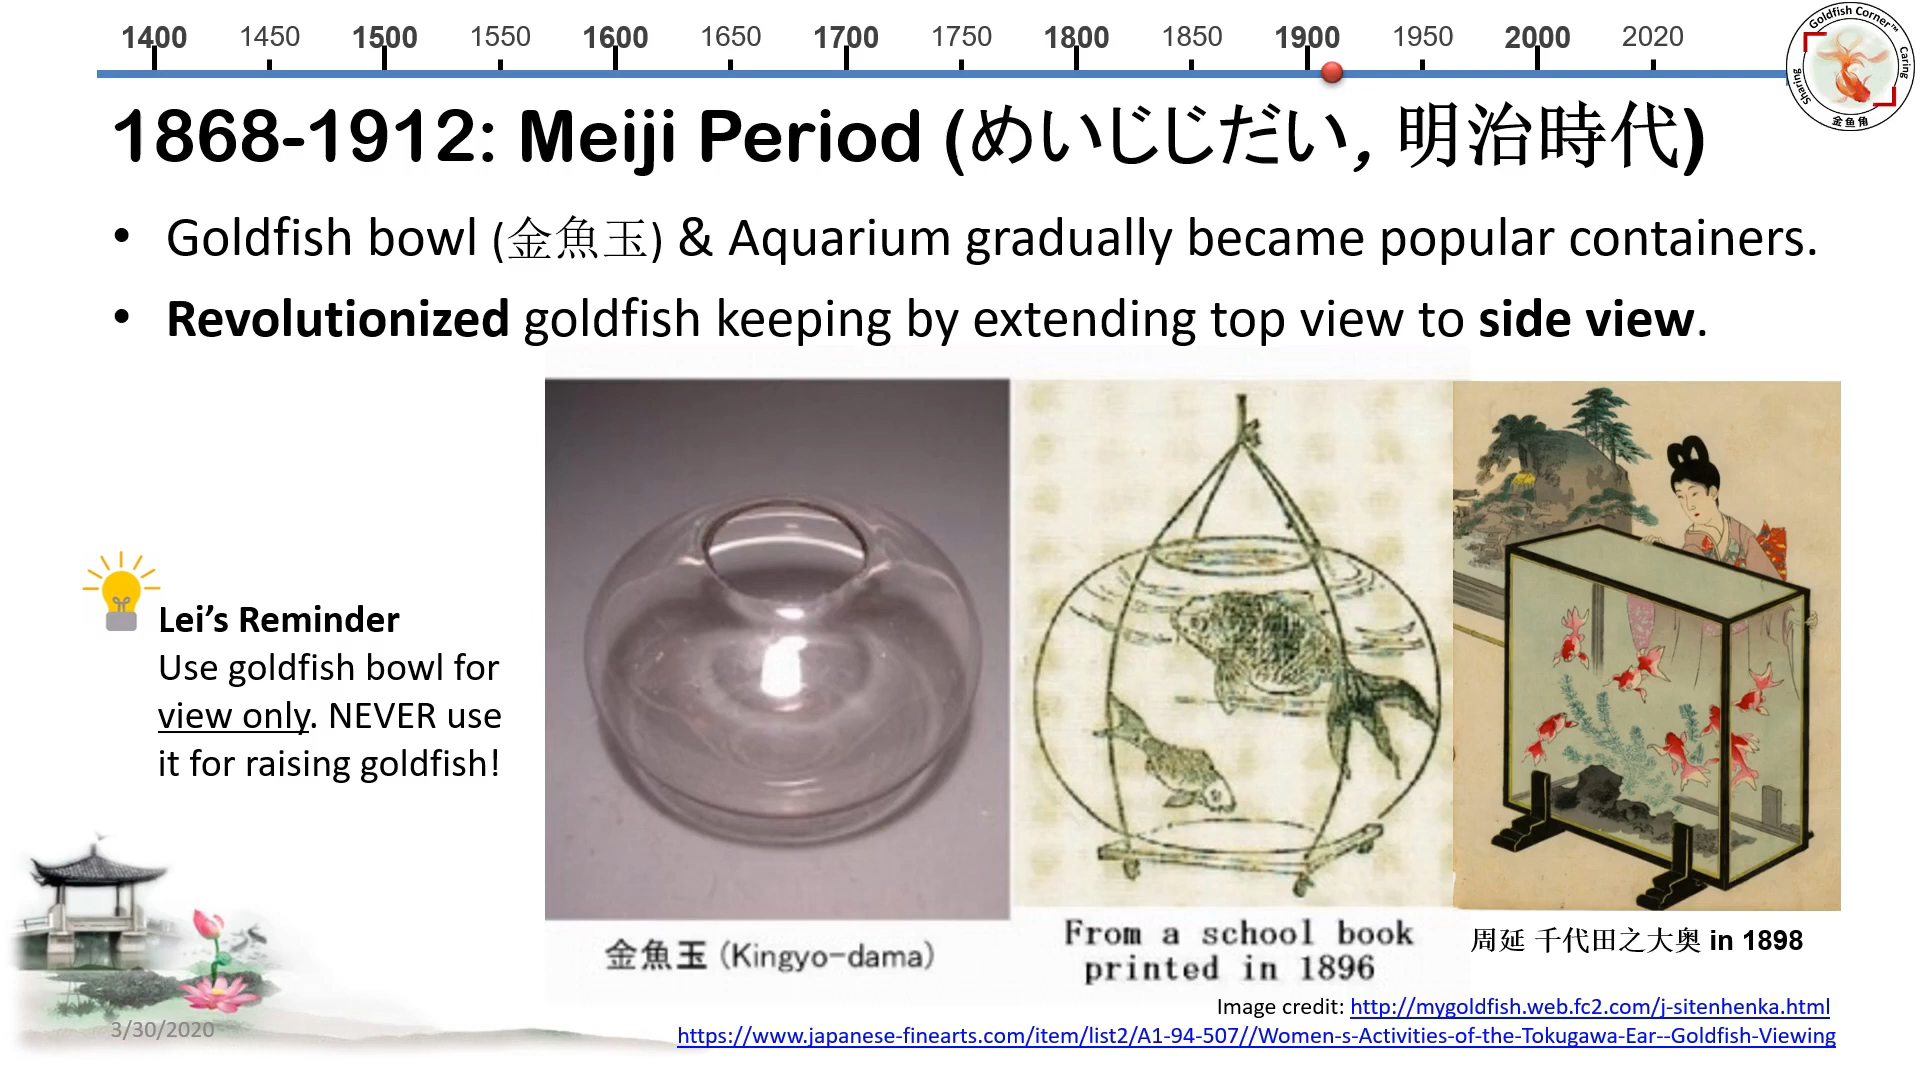 1400 1450 1500 1550 1600 1650 1700 1750 1800 1850 1900 1950 2000 2020
Goldfish Corner™
Caring
Sharing
金鱼角
1868-1912: Meiji Period (めいじじだい, 明治時代)
• Goldfish bowl (金魚玉) & Aquarium gradually became popular containers.
• Revolutionized goldfish keeping by extending top view to side view.
Lei’s Reminder
Use goldfish bowl for
view only. NEVER use
it for raising goldfish!
金魚玉 (Kingyo-dama)
From a school book
printed in 1896
周延 千代田之大奥 in 1898
Image credit: http://mygoldfish.web.fc2.com/j-sitenhenka.html
https://www.japanese-finearts.com/item/list2/A1-94-507//Women-s-Activities-of-the-Tokugawa-Ear--Goldfish-Viewing
3/30/2020